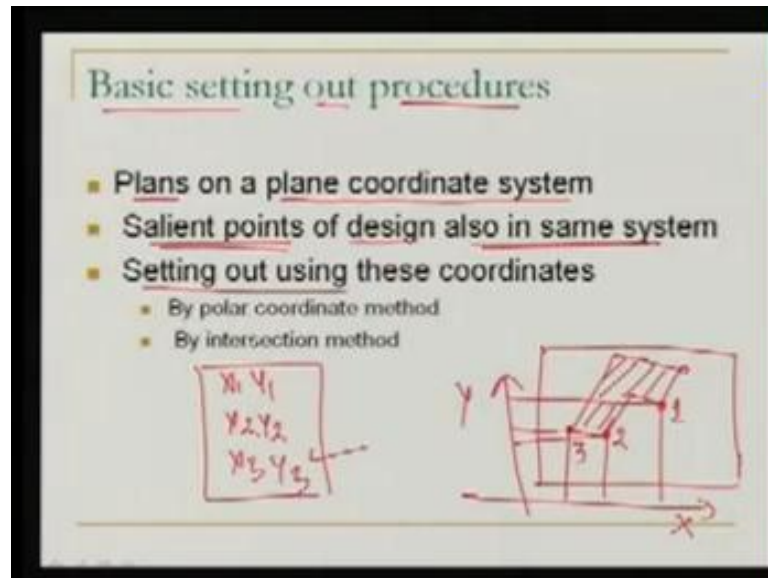 Basic setting out procedures
Plans on a plane coordinate system
Salient points of design also in same system
Setting out using these coordinates
By polar coordinate method
By intersection method
X1 Y1
X2 Y2
X3 Y3
Y
1
2
3
X